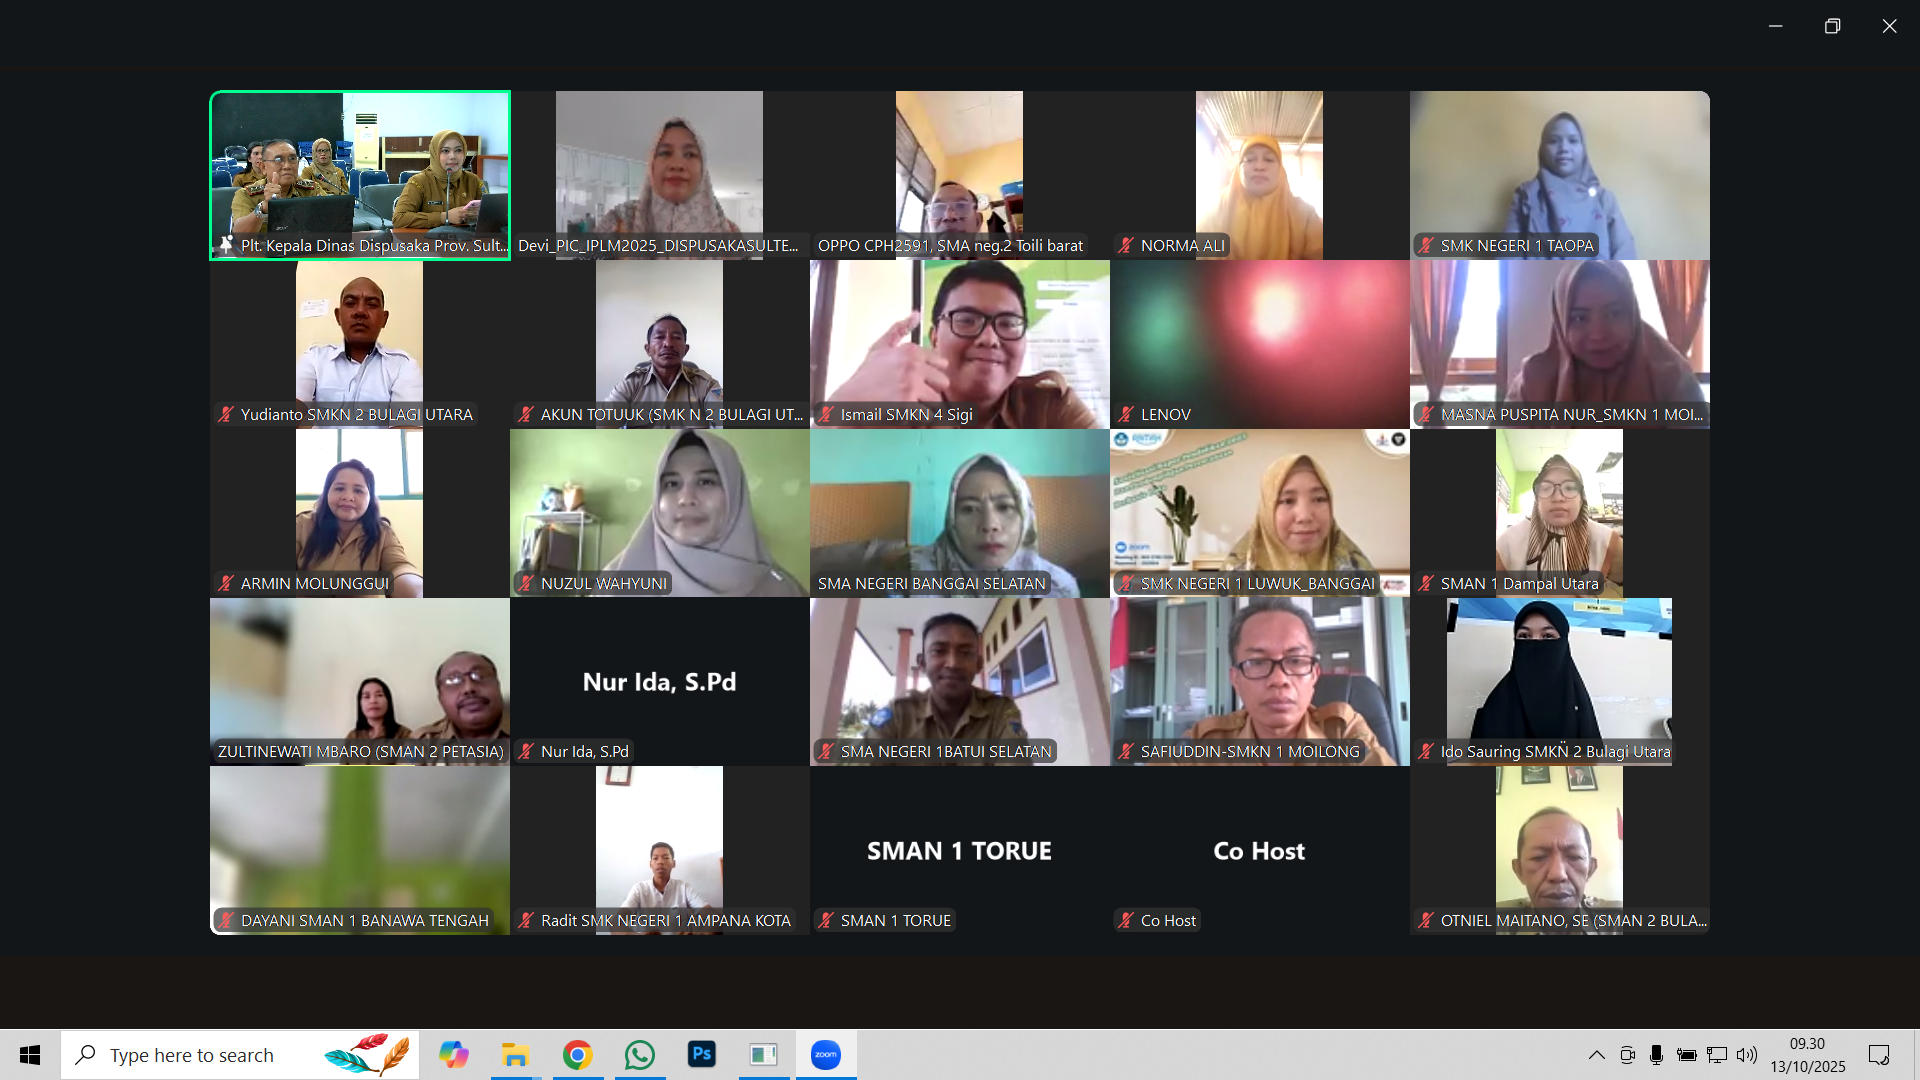 Plt. Kepala Dinas Dispusaka Prov. Sult...
Devi_PIC_IPLM2025_DISPUSAKASULTE...
OPPO CPH2591, SMA neg.2 Toili barat
NORMA ALI
SMK NEGERI 1 TAOPA
Yudianto SMKN 2 BULAGI UTARA
AKUN TOTUUK (SMK N 2 BULAGI UT...
Ismail SMKN 4 Sigi
LENOV
MASNA PUSPITA NUR_SMKN 1 MOI...
ARMIN MOLUNGGUI
NUZUL WAHYUNI
SMA NEGERI BANGGAI SELATAN
zoom
SMK NEGERI 1 LUWUK_BANGGAI
SMAN 1 Dampal Utara
ZULTINEWATI MBARO (SMAN 2 PETASIA)
Nur Ida, S.Pd
Nur Ida, S.Pd
SMA NEGERI 1BATUI SELATAN
SAFIUDDIN-SMKN 1 MOILONG
Ido Sauring SMKN̈ 2 Bulagi Utara
DAYANI SMAN 1 BANAWA TENGAH
Radit SMK NEGERI 1 AMPANA KOTA
SMAN 1 TORUE
SMAN 1 TORUE
Co Host
Co Host
OTNIEL MAITANO, SE (SMAN 2 BULA...
Type here to search
Ps
zoom
09.30
13/10/2025